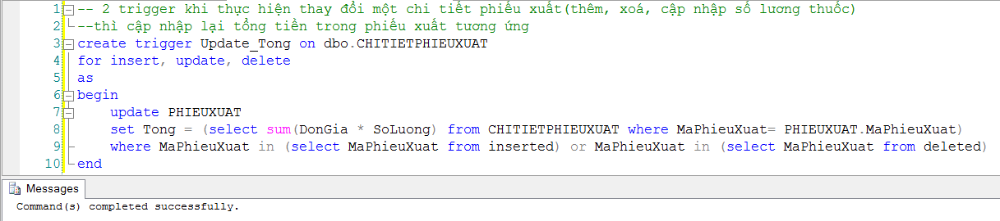 1 -- 2 trigger khi thực hiện thay đổi một chi tiết phiếu xuất(thêm, xoá, cập nhập số lương thuốc)
2 --thì cập nhập lại tổng tiền trong phiếu xuất tương ứng
3 create trigger Update_Tong on dbo.CHITIETPHIEUXUAT
4 for insert, update, delete
5 as
6 begin
7 update PHIEUXUAT
8 set Tong = (select sum(DonGia * SoLuong) from CHITIETPHIEUXUAT where MaPhieuXuat= PHIEUXUAT.MaPhieuXuat)
9 where MaPhieuXuat in (select MaPhieuXuat from inserted) or MaPhieuXuat in (select MaPhieuXuat from deleted)
10 end
Messages
Command(s) completed successfully.